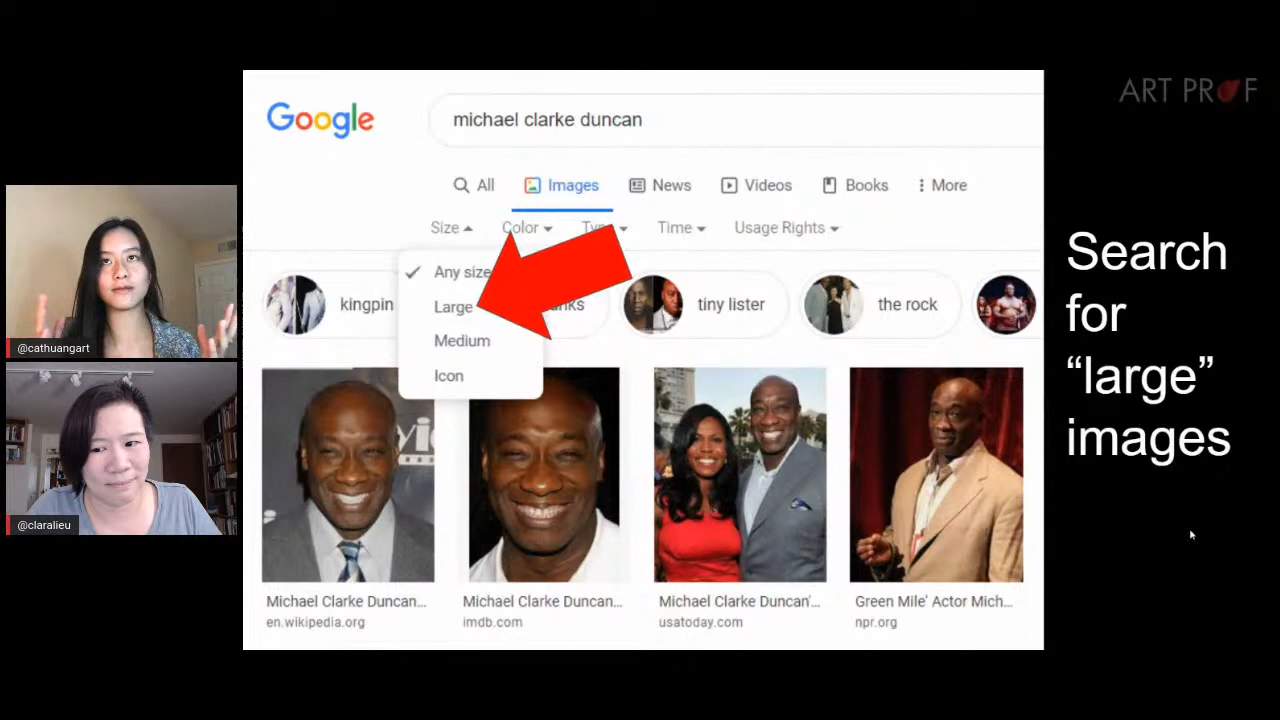 ART PROF
Google
michael clarke duncan
All
Images
News
Videos
Books
More
Size
Color
Time
Usage Rights
Any size
Large
Medium
Icon
kingpin
tiny lister
the rock
Michael Clarke Duncan...
en.wikipedia.org
Michael Clarke Duncan...
imdb.com
Michael Clarke Duncan'...
usatoday.com
Green Mile' Actor Mich...
npr.org
Search
for
“large”
images
@cathuangart
@claralieu